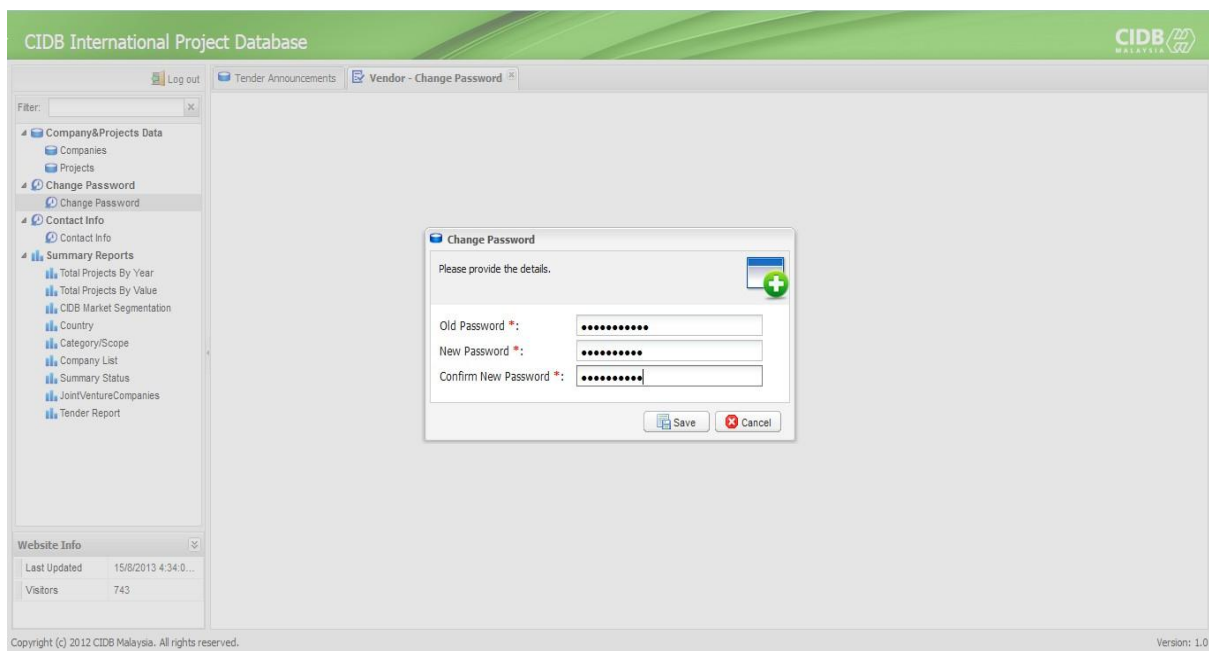 CIDB International Project Database
CIDB
MALAYSIA
Log out
Tender Announcements
Vendor - Change Password
Filter:
Company&Projects Data
Companies
Projects
Change Password
Change Password
Contact Info
Contact Info
Summary Reports
Total Projects By Year
Total Projects By Value
CIDB Market Segmentation
Country
Category/Scope
Company List
Summary Status
JointVentureCompanies
Tender Report
Change Password
Please provide the details.
Old Password *: •••••••••••
New Password *: ••••••••••
Confirm New Password *: ••••••••••
Save
Cancel
Website Info
Last Updated 15/8/2013 4:34:0...
Visitors 743
Copyright (c) 2012 CIDB Malaysia. All rights reserved.
Version: 1.0